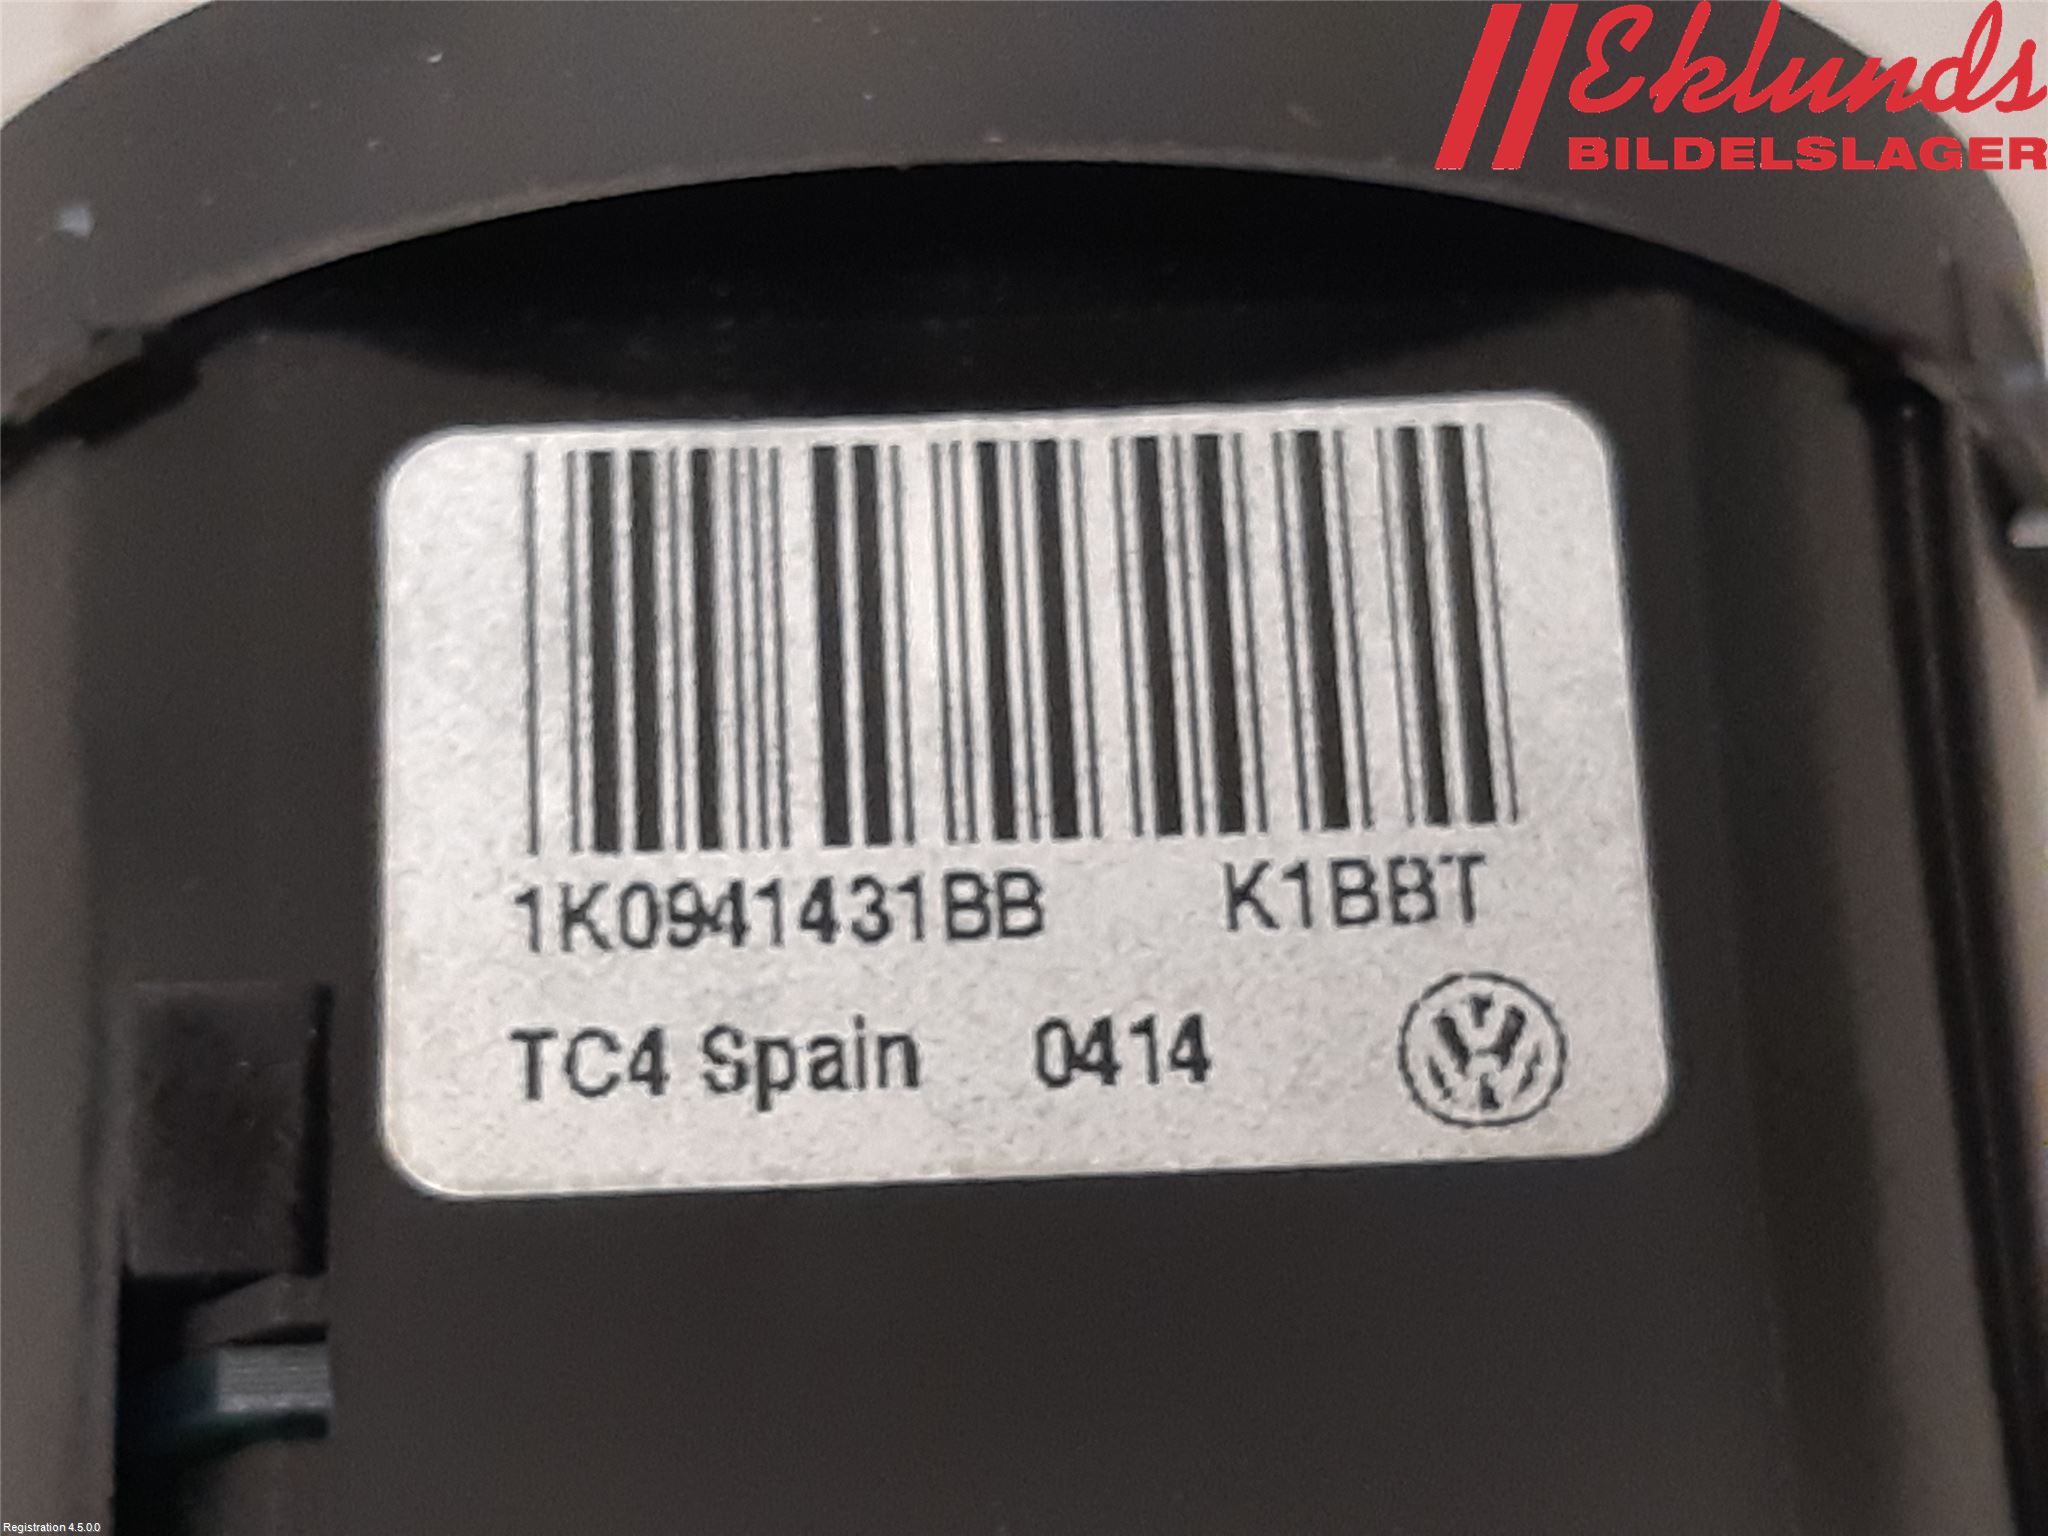 Eklunds
BILDELSLAGER
1K0941431BB K1BBT
TC4 Spain 0414
Registration 4.5.0.0